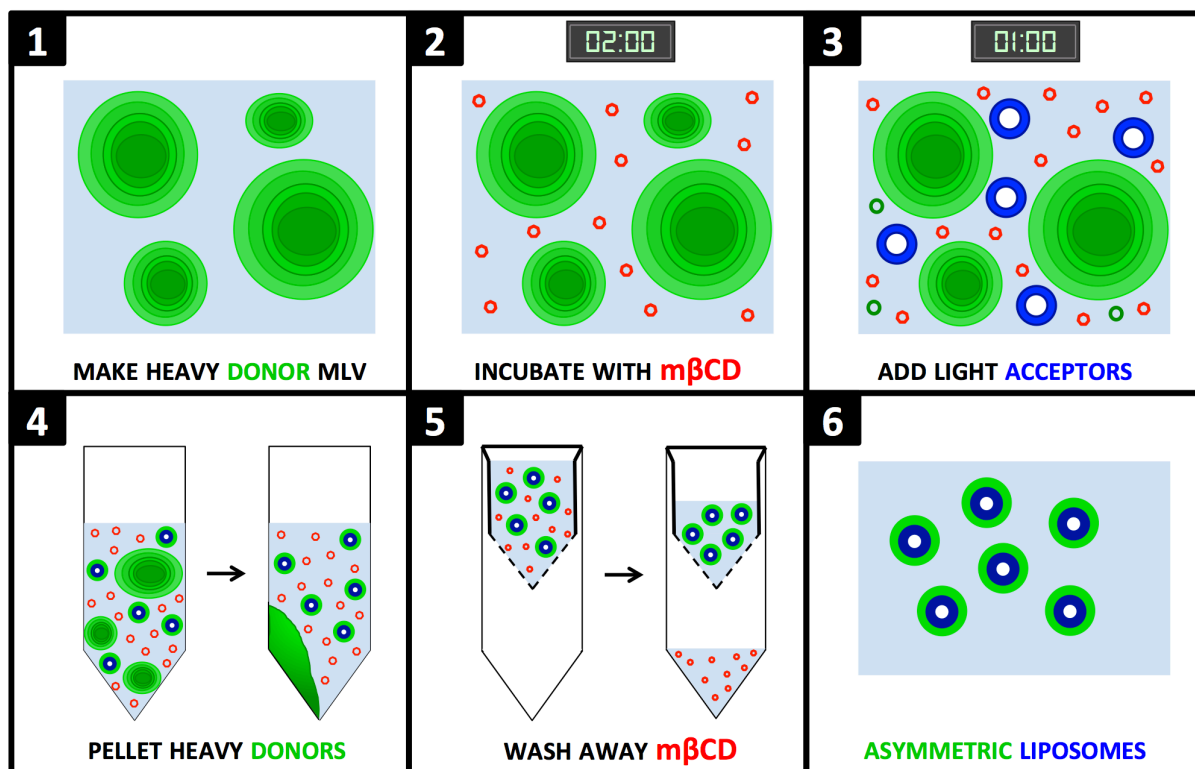 1
MAKE HEAVY DONOR MLV
2
02:00
INCUBATE WITH mβCD
3
01:00
ADD LIGHT ACCEPTORS
4
PELLET HEAVY DONORS
5
WASH AWAY mβCD
6
ASYMMETRIC LIPOSOMES